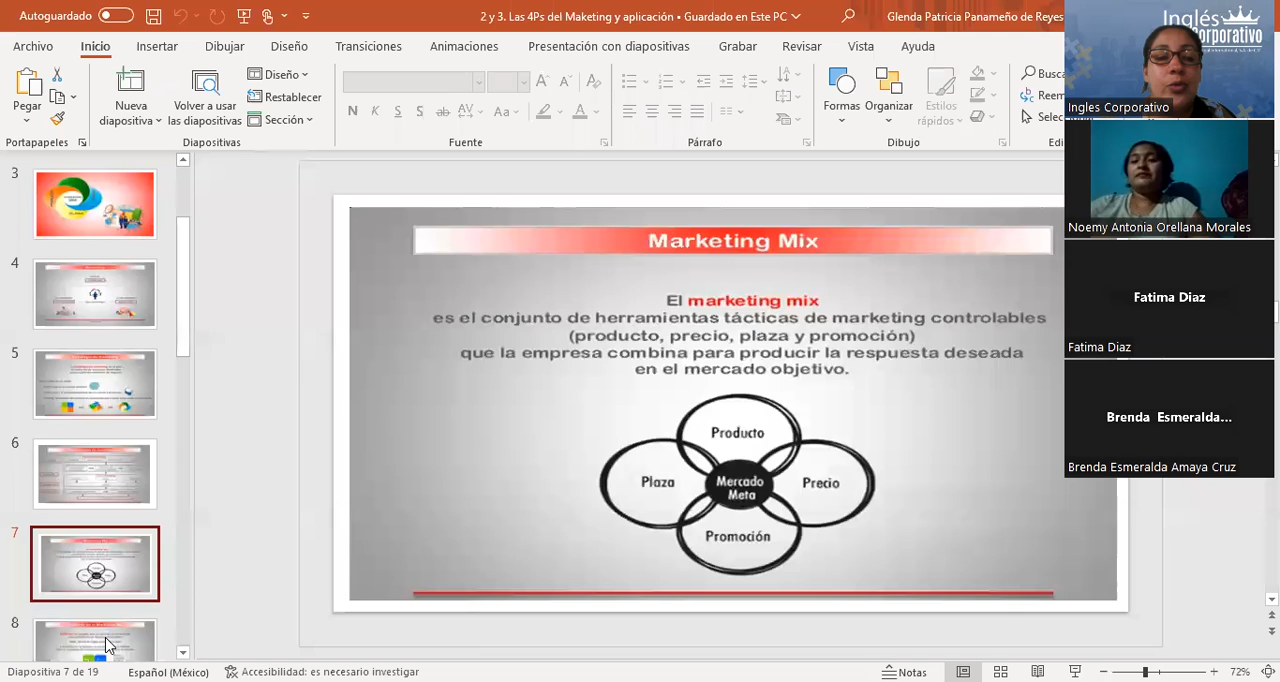 Autoguardado
2 y 3. Las 4Ps del Maketing y aplicación • Guardado en Este PC
Glenda Patricia Panameño de Reyes
Archivo
Inicio
Insertar
Dibujar
Diseño
Transiciones
Animaciones
Presentación con diapositivas
Grabar
Revisar
Vista
Ayuda
Pegar
Nueva
diapositiva
Volver a usar
las diapositivas
Diseño
Restablecer
Sección
N K S S ab AV Aa A
Formas
Organizar
Estilos
rápidos
Portapapeles
Diapositivas
Fuente
Párrafo
Dibujo
Inglés
Corporativo
Ingles Corporativo
Noemy Antonia Orellana Morales
Fatima Diaz
Fatima Diaz
Brenda Esmeralda...
Brenda Esmeralda Amaya Cruz
3
4
5
6
7
8
Marketing Mix
El marketing mix
es el conjunto de herramientas tácticas de marketing controlables
(producto, precio, plaza y promoción)
que la empresa combina para producir la respuesta deseada
en el mercado objetivo.
Producto
Plaza
Mercado
Meta
Precio
Promoción
Diapositiva 7 de 19
Español (México)
Accesibilidad: es necesario investigar
Notas
72%